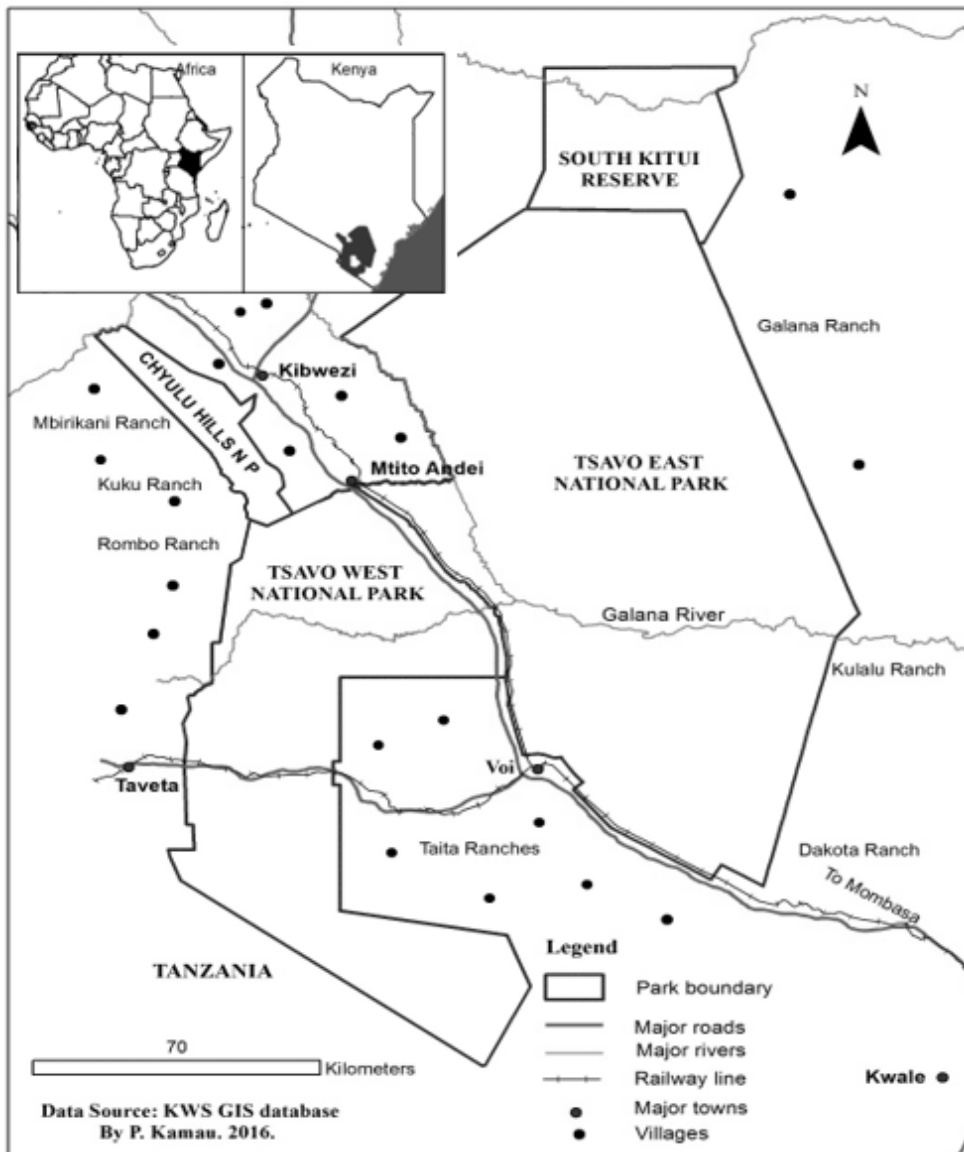 Africa
Kenya
N
SOUTH KITUI
RESERVE
Galana Ranch
Kibwezi
CHYULU HILLS N P
Mbirikani Ranch
Mtito Andei
TSAVO EAST
NATIONAL PARK
Kuku Ranch
Rombo Ranch
TSAVO WEST
NATIONAL PARK
Galana River
Kulalu Ranch
Voi
Taveta
Taita Ranches
Dakota Ranch
To Mombasa
TANZANIA
Legend
Park boundary
Major roads
Major rivers
Railway line
Major towns
Villages
70
Kilometers
Kwale
Data Source: KWS GIS database
By P. Kamau. 2016.